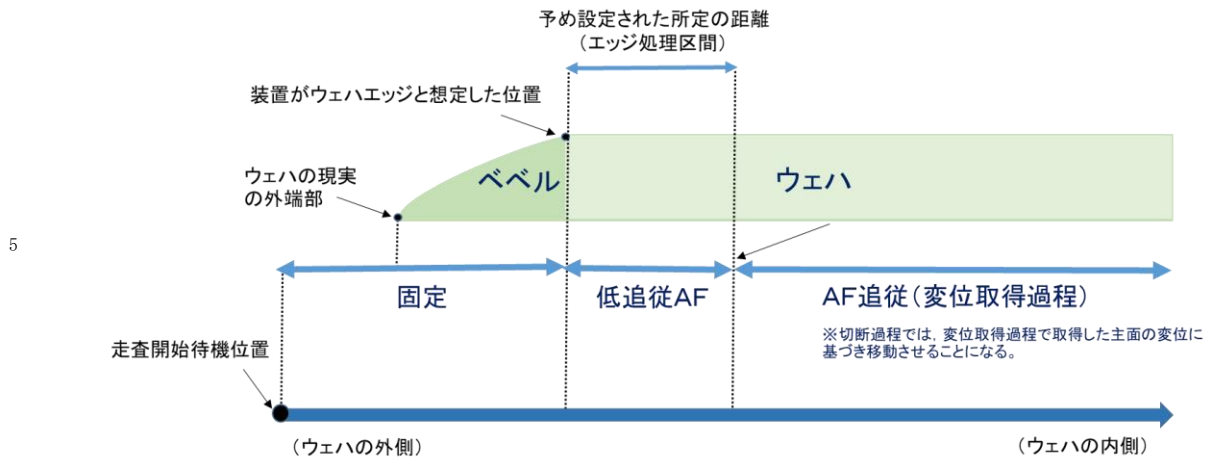 予め設定された所定の距離
（エッジ処理区間）
装置がウェハエッジと想定した位置
ウェハの現実
の外端部
ベベル
ウェハ
5
固定
低追従AF
AF追従（変位取得過程）
※切断過程では，変位取得過程で取得した主面の変位に
基づき移動させることになる。
走査開始待機位置
（ウェハの外側）
（ウェハの内側）